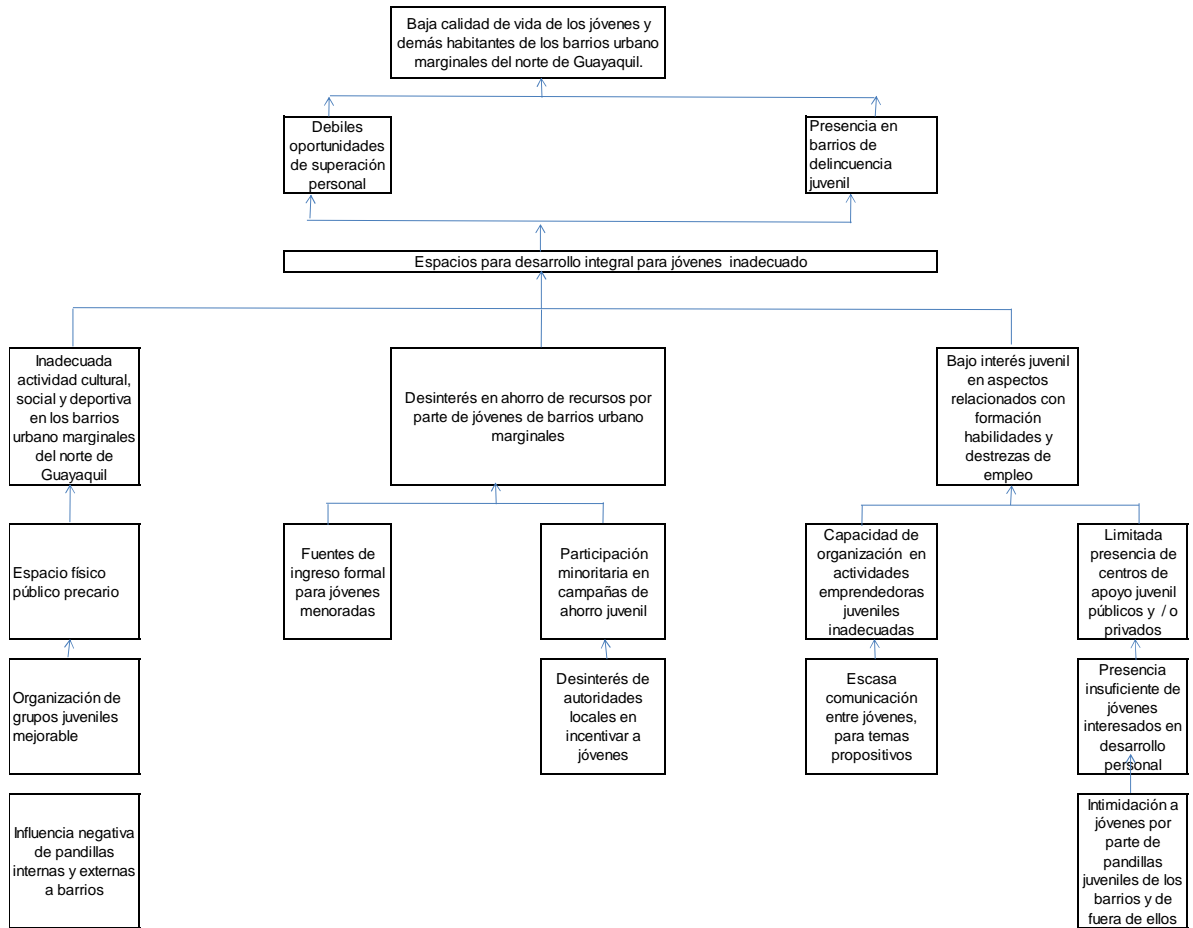 Baja calidad de vida de los jóvenes y
demás habitantes de los barrios urbano
marginales del norte de Guayaquil.
Debiles
oportunidades
de superación
personal
Presencia en
barrios de
delincuencia
juvenil
Espacios para desarrollo integral para jóvenes inadecuado
Inadecuada
actividad cultural,
social y deportiva
en los barrios
urbano marginales
del norte de
Guayaquil
Desinterés en ahorro de recursos por
parte de jóvenes de barrios urbano
marginales
Bajo interés juvenil
en aspectos
relacionados con
formación
habilidades y
destrezas de
empleo
Espacio físico
público precario
Fuentes de
ingreso formal
para jóvenes
menoradas
Participación
minoritaria en
campañas de
ahorro juvenil
Capacidad de
organización en
actividades
emprendedoras
juveniles
inadecuadas
Limitada
presencia de
centros de
apoyo juvenil
públicos y / o
privados
Organización de
grupos juveniles
mejorable
Desinterés de
autoridades
locales en
incentivar a
jóvenes
Escasa
comunicación
entre jóvenes,
para temas
propositivos
Presencia
insuficiente de
jóvenes
interesados en
desarrollo
personal
Influencia negativa
de pandillas
internas y externas
a barrios
Intimidación a
jóvenes por
parte de
pandillas
juveniles de los
barrios y de
fuera de ellos